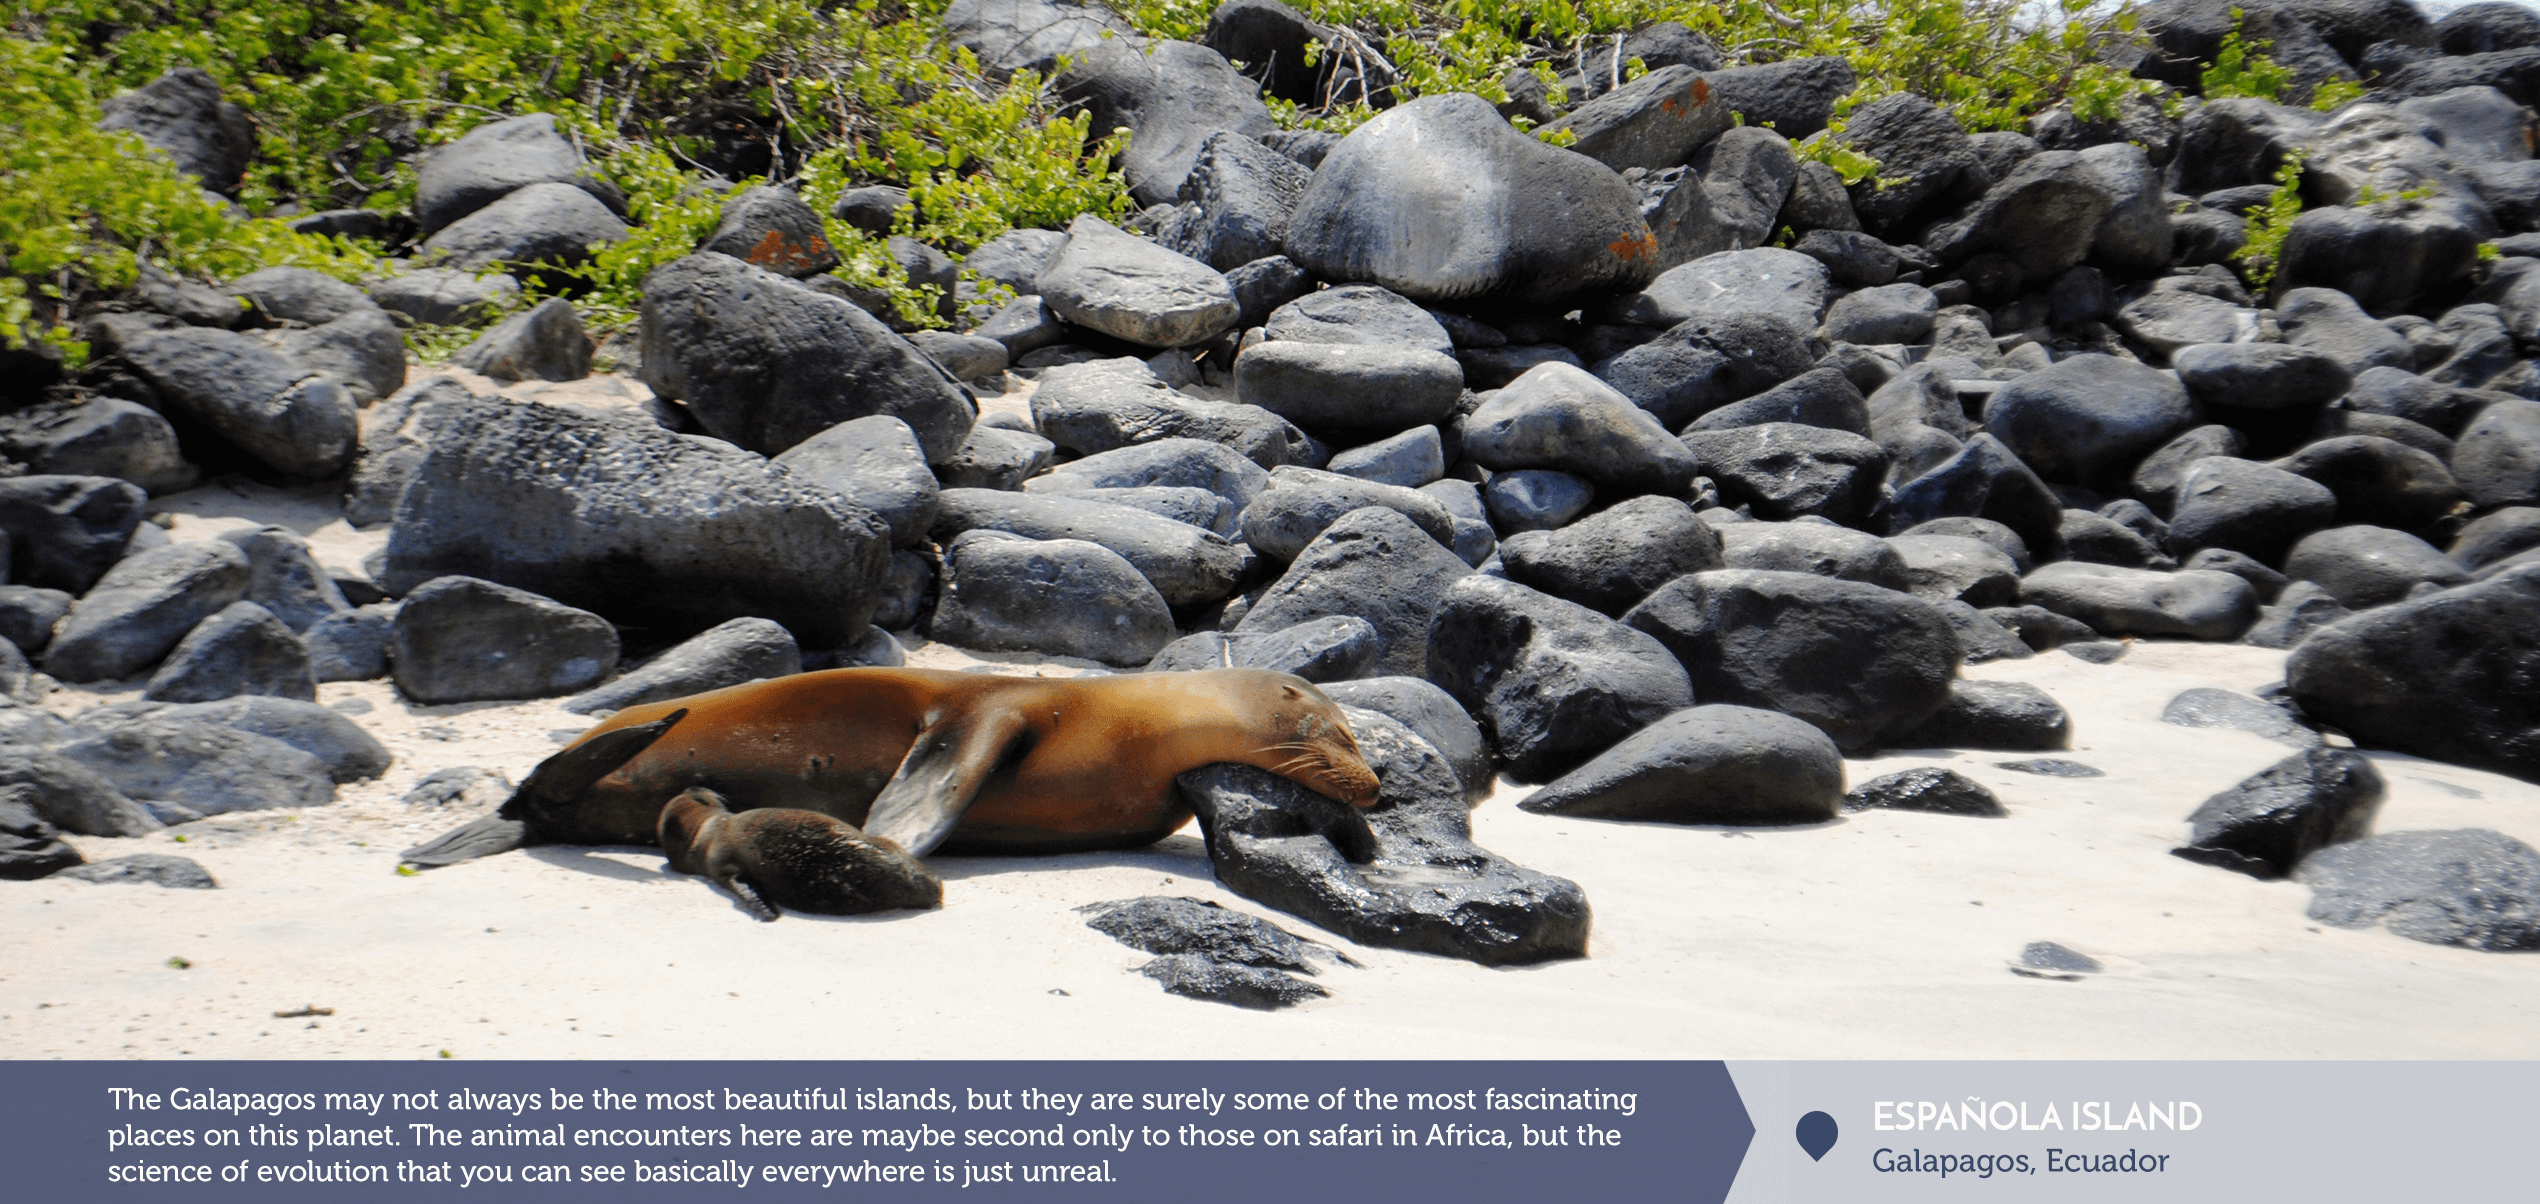 The Galapagos may not always be the most beautiful islands, but they are surely some of the most fascinating
places on this planet. The animal encounters here are maybe second only to those on safari in Africa, but the
science of evolution that you can see basically everywhere is just unreal.
ESPAÑOLA ISLAND
Galapagos, Ecuador